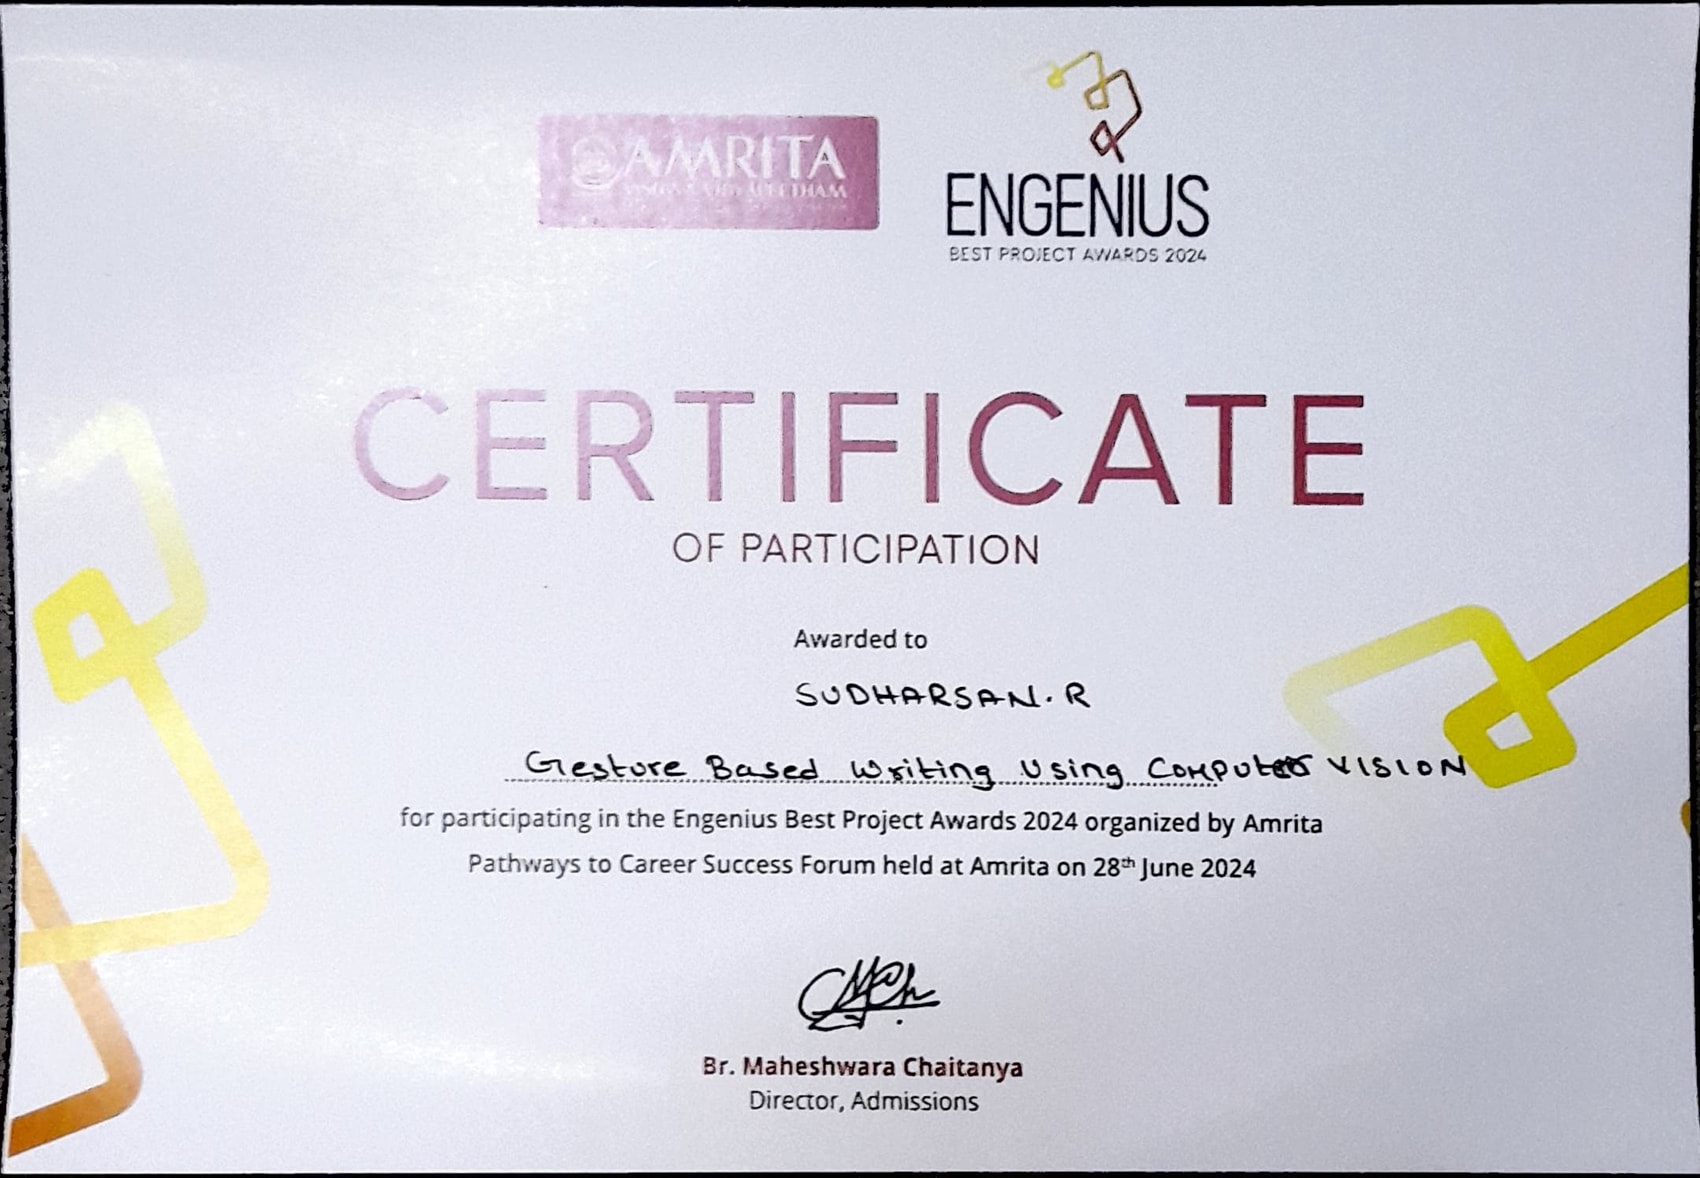 AMRITA
VISHWA VIDYAPEETHAM
ENGENIUS
BEST PROJECT AWARDS 2024
CERTIFICATE
OF PARTICIPATION
Awarded to
SUDHARSAN.R
Gesture Based Writing Using Computer VISION
for participating in the Engenius Best Project Awards 2024 organized by Amrita
Pathways to Career Success Forum held at Amrita on 28th June 2024
Br. Maheshwara Chaitanya
Director, Admissions